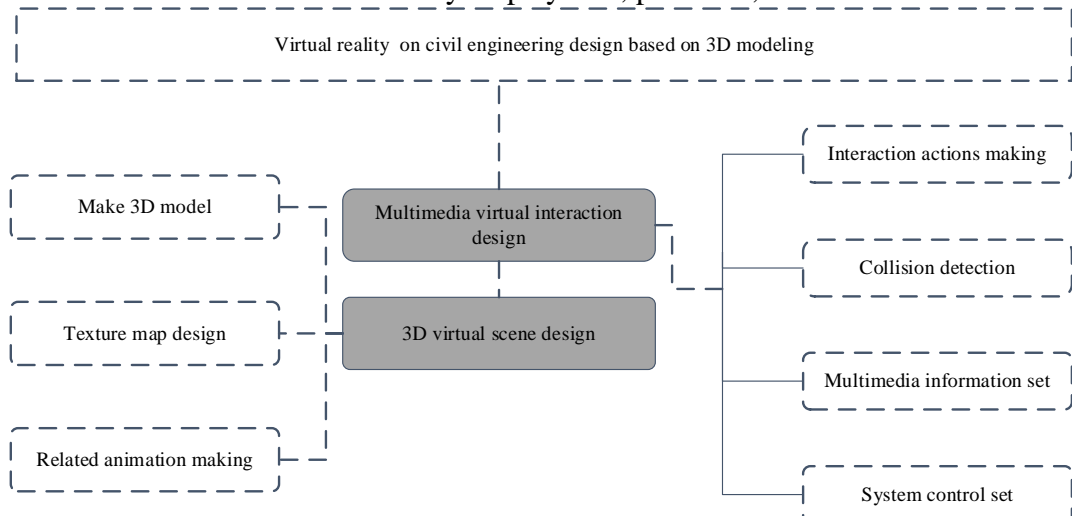 Virtual reality on civil engineering design based on 3D modeling
Interaction actions making
Make 3D model
Multimedia virtual interaction
design
Collision detection
Texture map design
3D virtual scene design
Multimedia information set
Related animation making
System control set